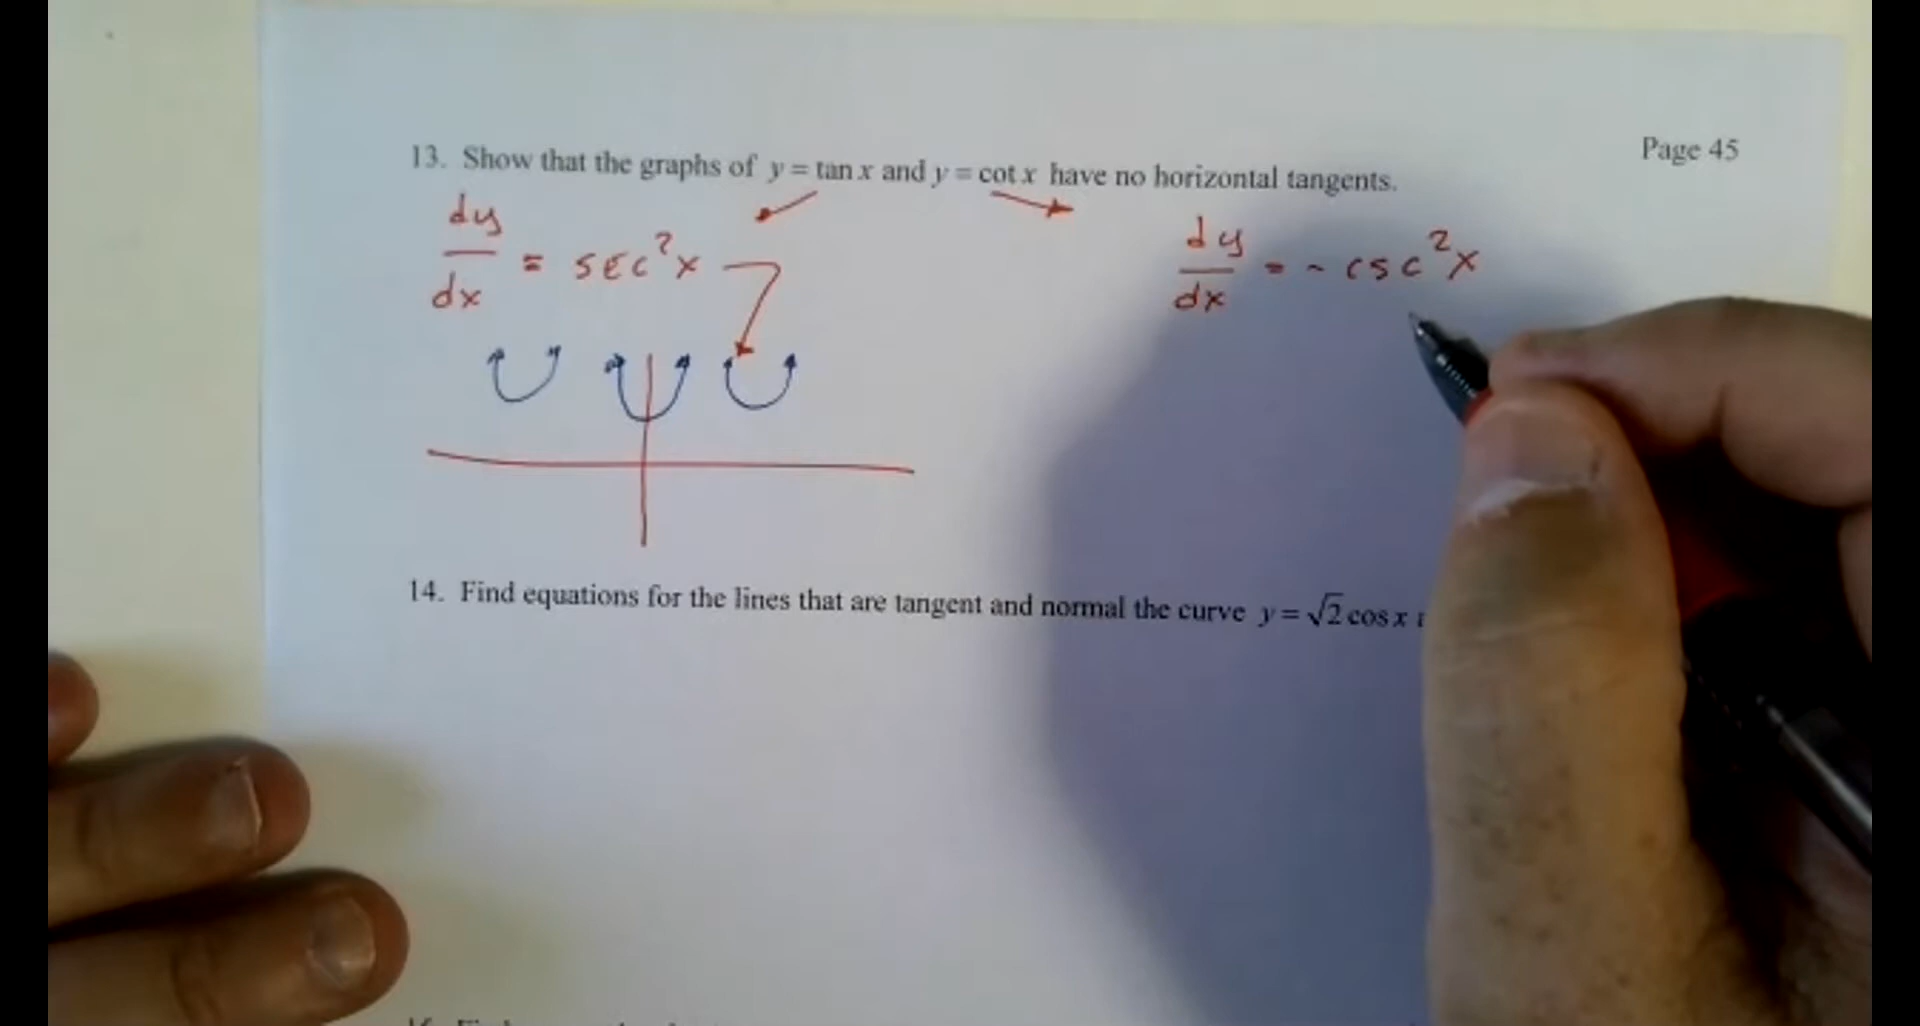 Page 45
13. Show that the graphs of y = tan x and y = cot x have no horizontal tangents.
dy/dx = sec²x
dy/dx = - csc²x
14. Find equations for the lines that are tangent and normal the curve y = √2 cos x